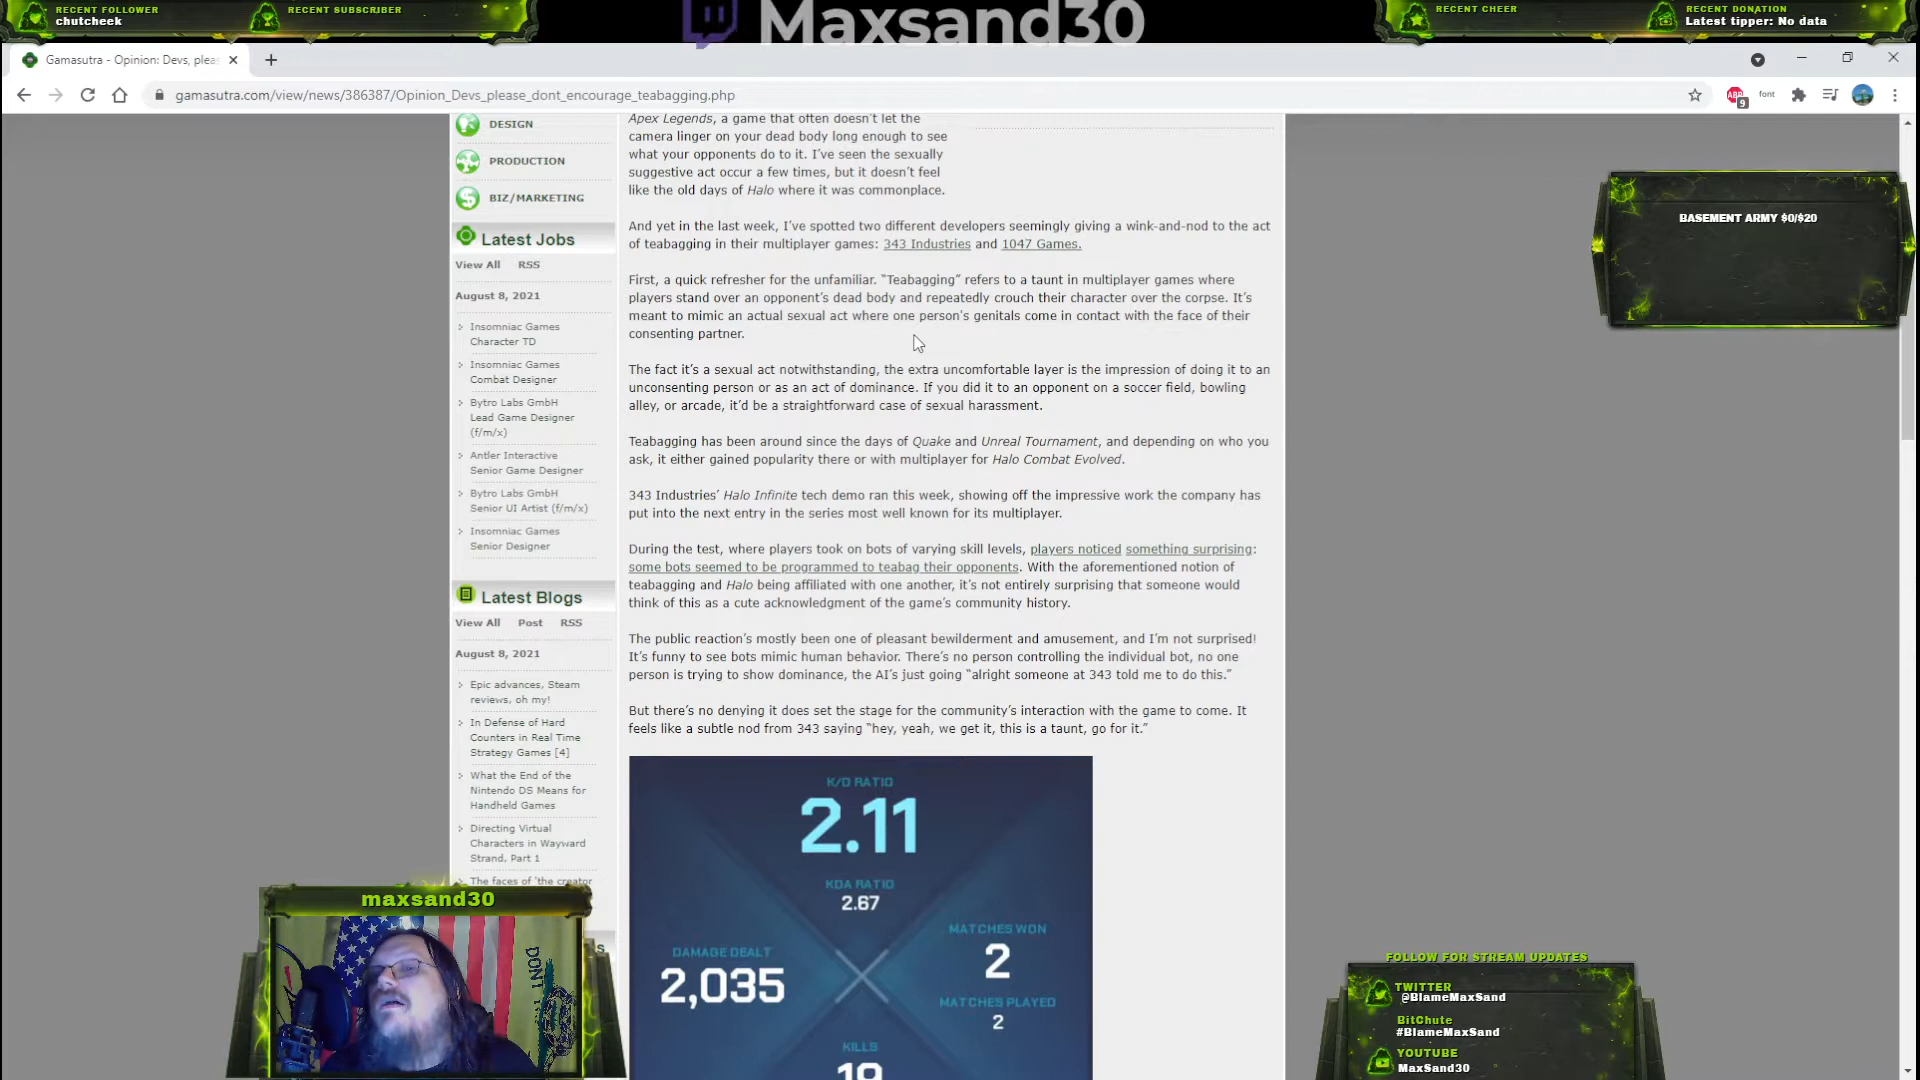 RECENT FOLLOWER
chutcheek
RECENT SUBSCRIBER
Maxsand30
RECENT CHEER
RECENT DONATION
Latest tipper: No data
Gamasutra - Opinion: Devs, plea
gamasutra.com/view/news/386387/Opinion_Devs_please_dont_encourage_teabagging.php
ABP
9
font
DESIGN
PRODUCTION
BIZ/MARKETING
Latest Jobs
View All RSS
August 8, 2021
Insomniac Games
Character TD
Insomniac Games
Combat Designer
Bytro Labs GmbH
Lead Game Designer
(f/m/x)
Antler Interactive
Senior Game Designer
Bytro Labs GmbH
Senior UI Artist (f/m/x)
Insomniac Games
Senior Designer
Latest Blogs
View All Post RSS
August 8, 2021
Epic advances, Steam
reviews, oh my!
In Defense of Hard
Counters in Real Time
Strategy Games [4]
What the End of the
Nintendo DS Means for
Handheld Games
Directing Virtual
Characters in Wayward
Strand, Part 1
The faces of 'the creator
Apex Legends, a game that often doesn't let the
camera linger on your dead body long enough to see
what your opponents do to it. I've seen the sexually
suggestive act occur a few times, but it doesn't feel
like the old days of Halo where it was commonplace.
And yet in the last week, I've spotted two different developers seemingly giving a wink-and-nod to the act
of teabagging in their multiplayer games: 343 Industries and 1047 Games.
First, a quick refresher for the unfamiliar. "Teabagging" refers to a taunt in multiplayer games where
players stand over an opponent's dead body and repeatedly crouch their character over the corpse. It's
meant to mimic an actual sexual act where one person's genitals come in contact with the face of their
consenting partner.
The fact it's a sexual act notwithstanding, the extra uncomfortable layer is the impression of doing it to an
unconsenting person or as an act of dominance. If you did it to an opponent on a soccer field, bowling
alley, or arcade, it'd be a straightforward case of sexual harassment.
Teabagging has been around since the days of Quake and Unreal Tournament, and depending on who you
ask, it either gained popularity there or with multiplayer for Halo Combat Evolved.
343 Industries' Halo Infinite tech demo ran this week, showing off the impressive work the company has
put into the next entry in the series most well known for its multiplayer.
During the test, where players took on bots of varying skill levels, players noticed something surprising:
some bots seemed to be programmed to teabag their opponents. With the aforementioned notion of
teabagging and Halo being affiliated with one another, it's not entirely surprising that someone would
think of this as a cute acknowledgment of the game's community history.
The public reaction's mostly been one of pleasant bewilderment and amusement, and I'm not surprised!
It's funny to see bots mimic human behavior. There's no person controlling the individual bot, no one
person is trying to show dominance, the AI's just going "alright someone at 343 told me to do this."
But there's no denying it does set the stage for the community's interaction with the game to come. It
feels like a subtle nod from 343 saying "hey, yeah, we get it, this is a taunt, go for it."
K/D RATIO
2.11
KDA RATIO
2.67
DAMAGE DEALT
2,035
MATCHES WON
2
MATCHES PLAYED
2
KILLS
19
BASEMENT ARMY $0/$20
maxsand30
DON'T
FOLLOW FOR STREAM UPDATES
TWITTER
@BlameMaxSand
BitChute
#BlameMaxSand
YOUTUBE
MaxSand30